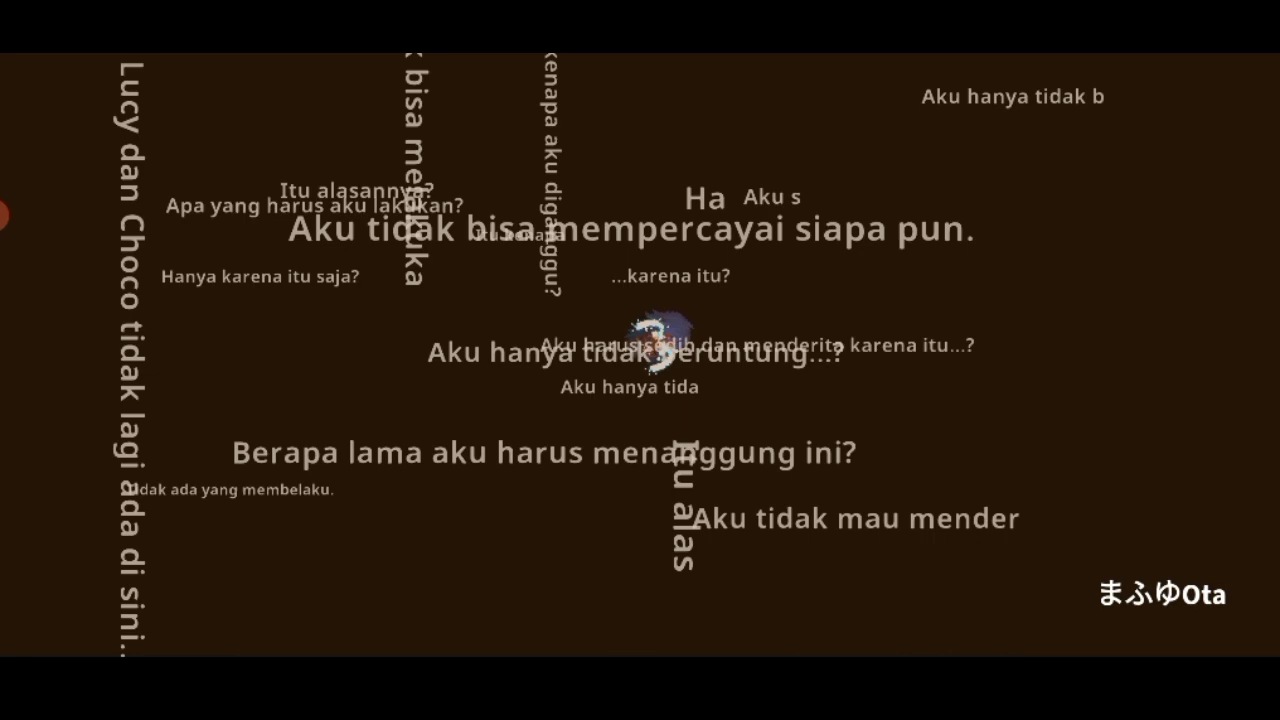 Lucy dan Choco tidak lagi ada di sini..
k bisa melakuka
kenapa aku diganggu?
Aku hanya tidak b
Itu alasannya?
Apa yang harus aku lakukan?
Ha
Aku s
Aku tidak bisa mempercayai siapa pun.
Itu kenapa
Hanya karena itu saja?
...karena itu?
Aku harus sedih dan menderita karena itu...?
Aku hanya tidak beruntung...?
Aku hanya tida
Berapa lama aku harus menanggung ini?
Itu alas
Tidak ada yang membelaku.
Aku tidak mau mender
まふゆOta